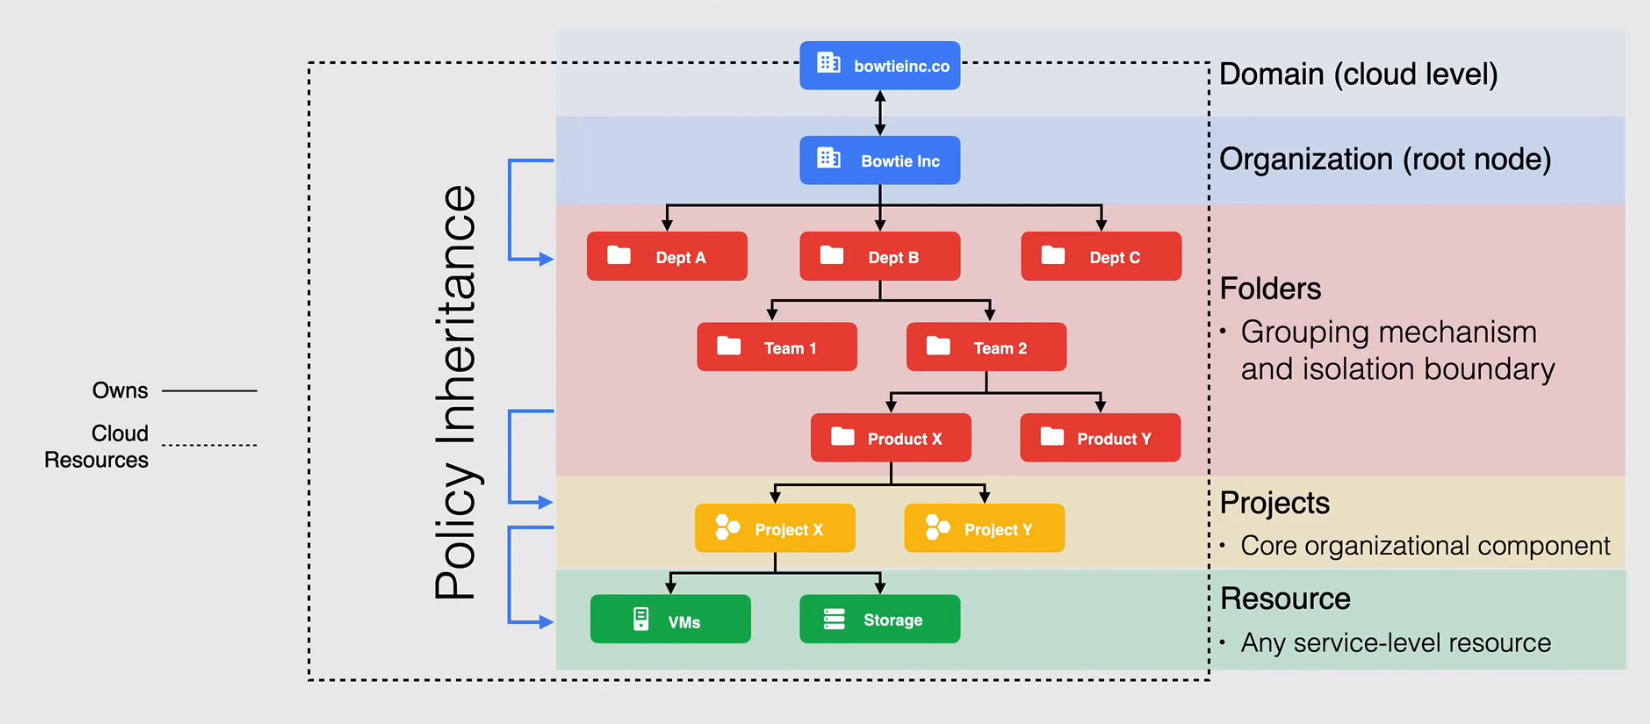 bowtieinc.co
Domain (cloud level)
Bowtie Inc
Organization (root node)
Policy Inheritance
Dept A
Dept B
Dept C
Folders
• Grouping mechanism
and isolation boundary
Team 1
Team 2
Owns
Cloud
Resources
Product X
Product Y
Projects
• Core organizational component
Project X
Project Y
Resource
• Any service-level resource
VMs
Storage